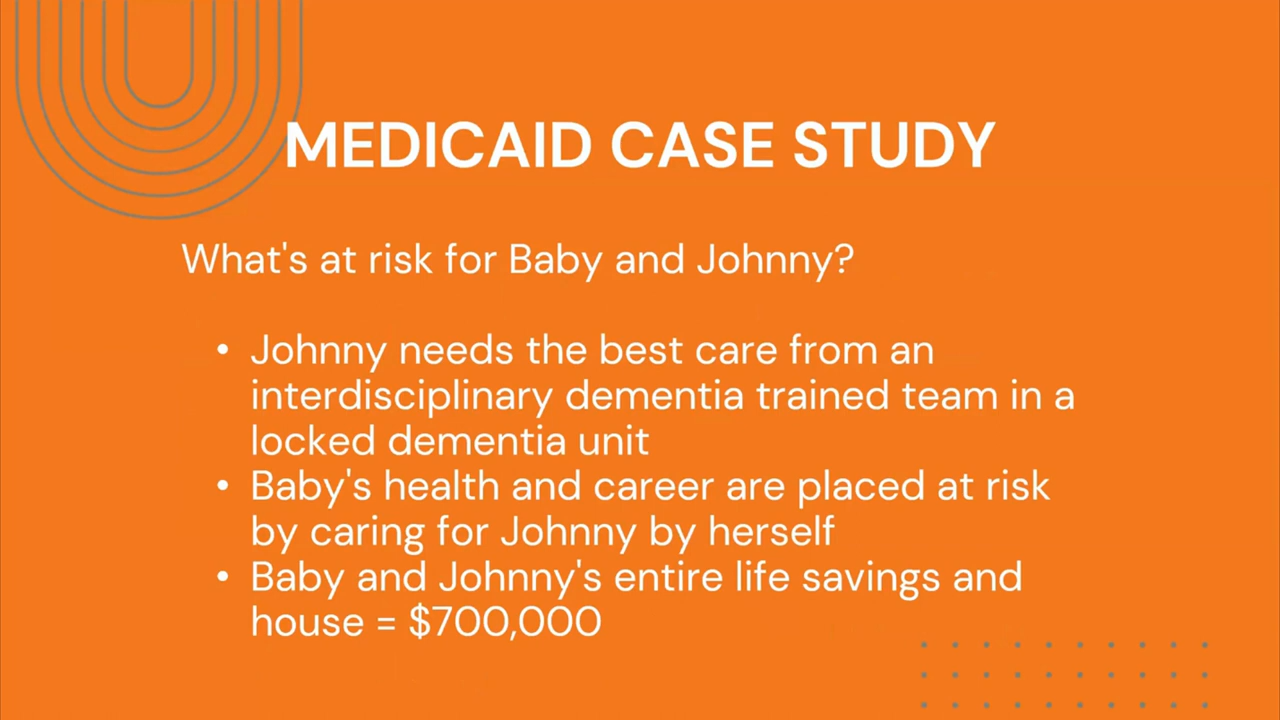 MEDICAID CASE STUDY
What's at risk for Baby and Johnny?
• Johnny needs the best care from an
interdisciplinary dementia trained team in a
locked dementia unit
• Baby's health and career are placed at risk
by caring for Johnny by herself
• Baby and Johnny's entire life savings and
house = $700,000